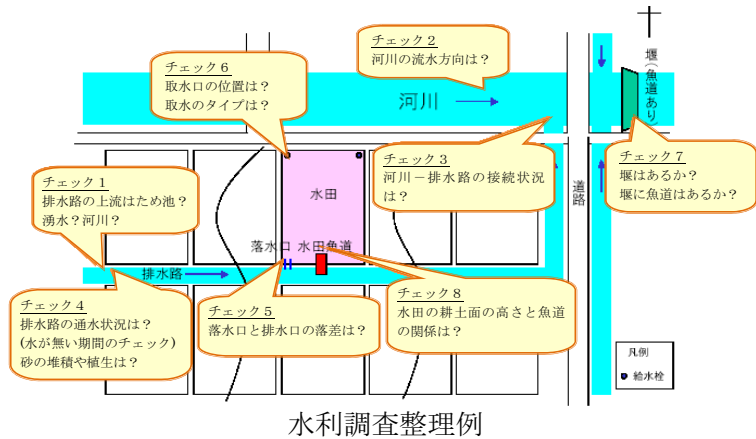 チェック２
河川の流水方向は？
チェック６
取水口の位置は？
取水のタイプは？
河川
堰（魚道あり）
チェック１
排水路の上流はため池？
湧水？河川？
チェック３
河川－排水路の接続状況
は？
チェック７
堰はあるか？
堰に魚道はあるか？
水田
道路
落水口 水田魚道
排水路
チェック４
排水路の通水状況は？
(水が無い期間のチェック)
砂の堆積や植生は？
チェック５
落水口と排水口の落差は？
チェック８
水田の耕土面の高さと魚道
の関係は？
凡例
給水栓
水利調査整理例